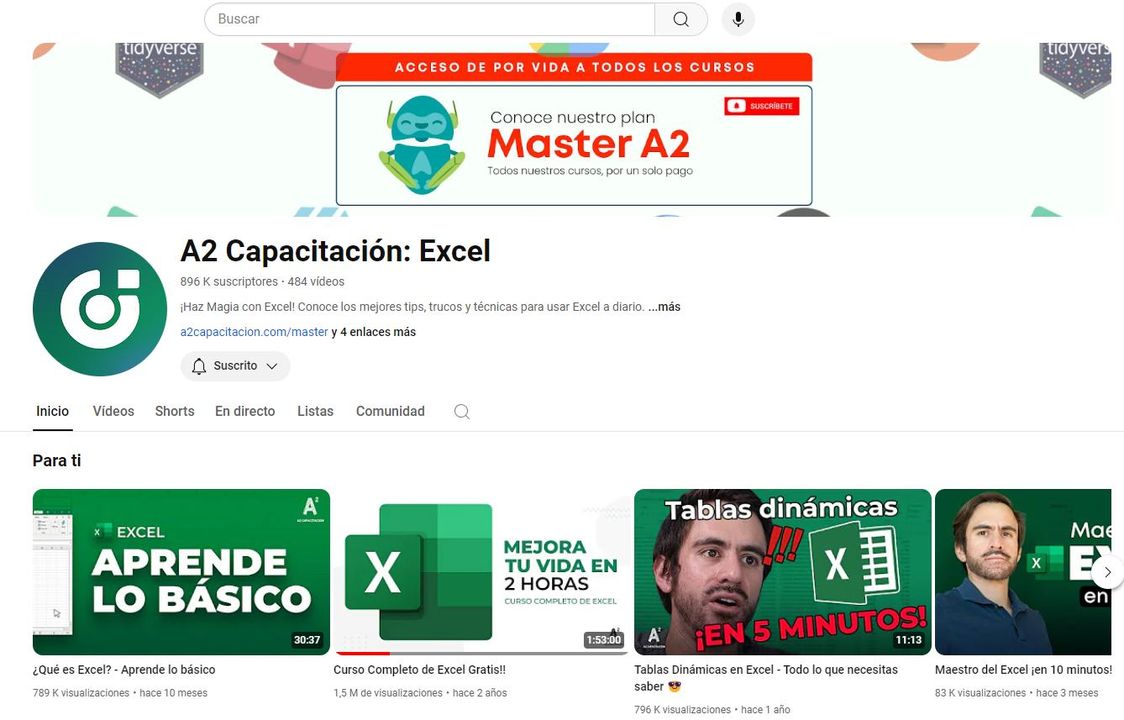 Buscar
tidyverse
ACCESO DE POR VIDA A TODOS LOS CURSOS
Conoce nuestro plan
SUSCRÍBETE
Master A2
Todos nuestros cursos, por un solo pago
A2 Capacitación: Excel
896 K suscriptores • 484 vídeos
¡Haz Magia con Excel! Conoce los mejores tips, trucos y técnicas para usar Excel a diario. ...más
a2capacitacion.com/master y 4 enlaces más
Suscrito
Inicio Vídeos Shorts En directo Listas Comunidad
Para ti
A²
A2 CAPACITACIÓN
X EXCEL
APRENDE
LO BÁSICO
30:37
X
MEJORA
TU VIDA EN
2 HORAS
CURSO COMPLETO DE EXCEL
1:53:00
Tablas dinámicas
!!!
X
¡EN 5 MINUTOS!
A²
11:13
X
en
¿Qué es Excel? - Aprende lo básico
789 K visualizaciones • hace 10 meses
Curso Completo de Excel Gratis!!
1,5 M de visualizaciones • hace 2 años
Tablas Dinámicas en Excel - Todo lo que necesitas
saber 😎
796 K visualizaciones • hace 1 año
Maestro del Excel ¡en 10 minutos!
83 K visualizaciones • hace 3 meses